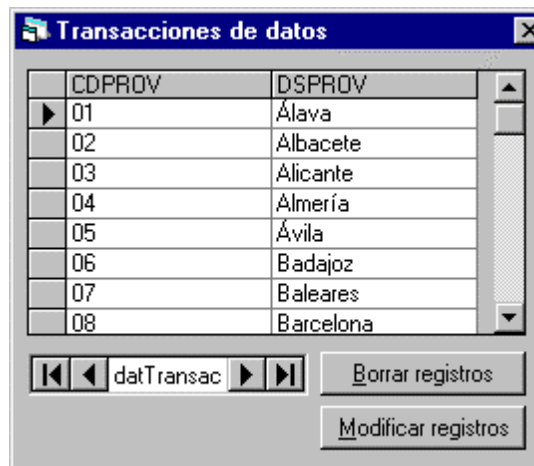 Transacciones de datos
CDPROV DSPROV
01 Álava
02 Albacete
03 Alicante
04 Almería
05 Ávila
06 Badajoz
07 Baleares
08 Barcelona
datTransac Borrar registros
Modificar registros